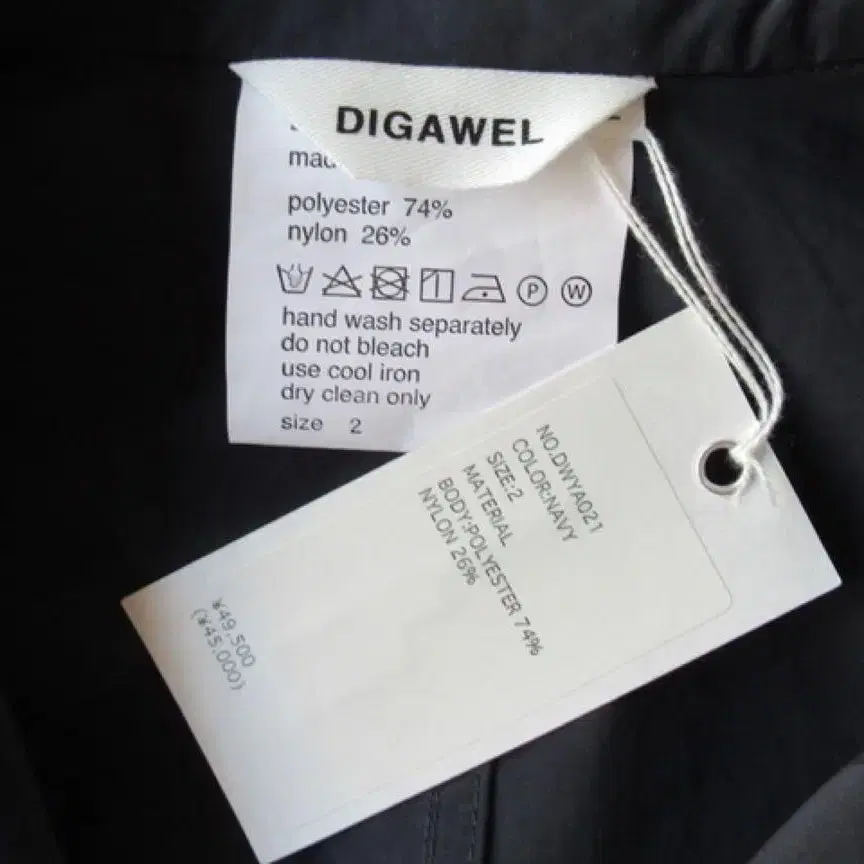 DIGAWEL
polyester 74%
nylon 26%
P W
hand wash separately
do not bleach
use cool iron
dry clean only
size 2
NO.DWYA021
COLOR:NAVY
SIZE:2
MATERIAL
BODY:POLYESTER 74%
NYLON 26%
¥49,500
(¥45,000)